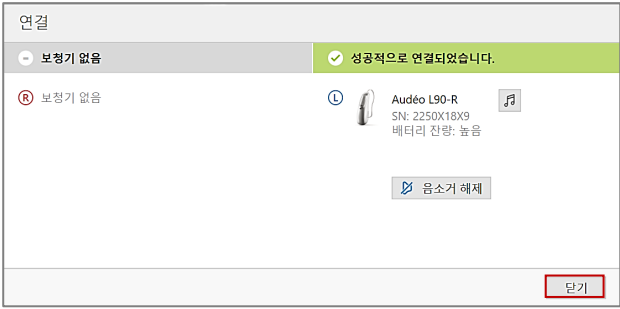 연결
보청기 없음
성공적으로 연결되었습니다.
R 보청기 없음
L Audéo L90-R
SN: 2250X18X9
배터리 잔량: 높음
음소거 해제
닫기